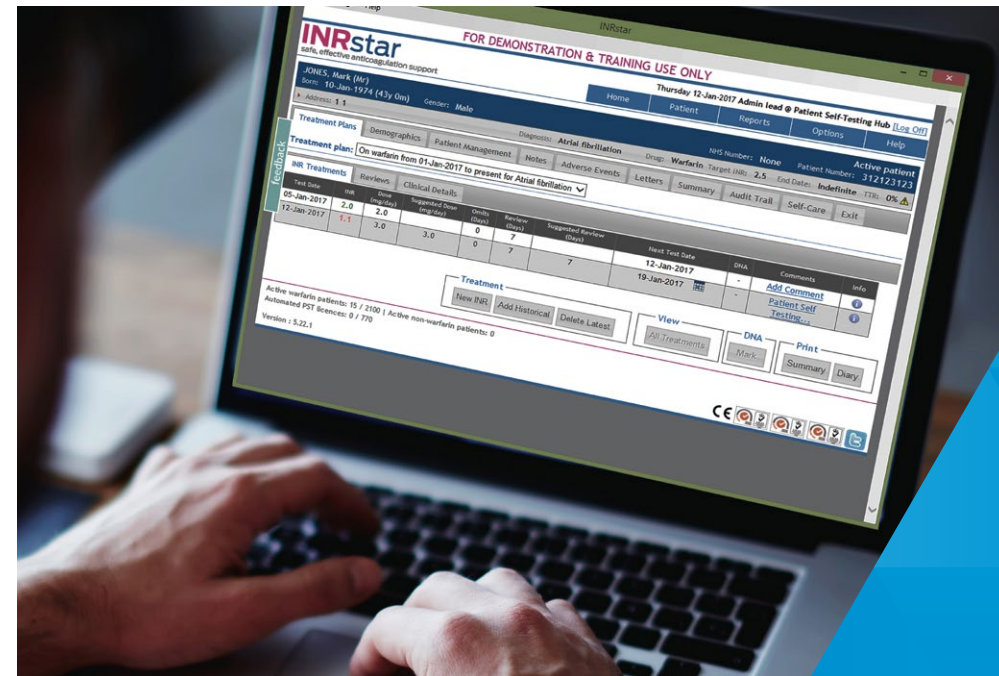 Help
INRstar
INRstar
safe, effective anticoagulation support
FOR DEMONSTRATION & TRAINING USE ONLY
Thursday 12-Jan-2017 Admin lead @ Patient Self-Testing Hub [Log Off]
Home Patient Reports Options Help
JONES, Mark (Mr)
Born: 10-Jan-1974 (43y 0m) Gender: Male
NHS Number: None Patient Number: 312123123
Active patient
Address: 1 1
Diagnosis: Atrial fibrillation Drug: Warfarin Target INR: 2.5 End Date: Indefinite TTR: 0%
Treatment Plans Demographics Patient Management Notes Adverse Events Letters Summary Audit Trail Self-Care Exit
feedback
Treatment plan: On warfarin from 01-Jan-2017 to present for Atrial fibrillation
INR Treatments Reviews Clinical Details
Test Date INR Dose (mg/day) Suggested Dose (mg/day) Omits (Days) Review (Days) Suggested Review (Days) Next Test Date DNA Comments Info
05-Jan-2017 2.0 2.0 0 7 12-Jan-2017 - Add Comment
12-Jan-2017 1.1 3.0 3.0 0 7 7 19-Jan-2017 - Patient Self Testing...
Treatment
New INR Add Historical Delete Latest
View
All Treatments
DNA
Mark
Print
Summary Diary
Active warfarin patients: 15 / 2100 | Active non-warfarin patients: 0
Automated PST licences: 0 / 770
Version : 5.22.1
CE